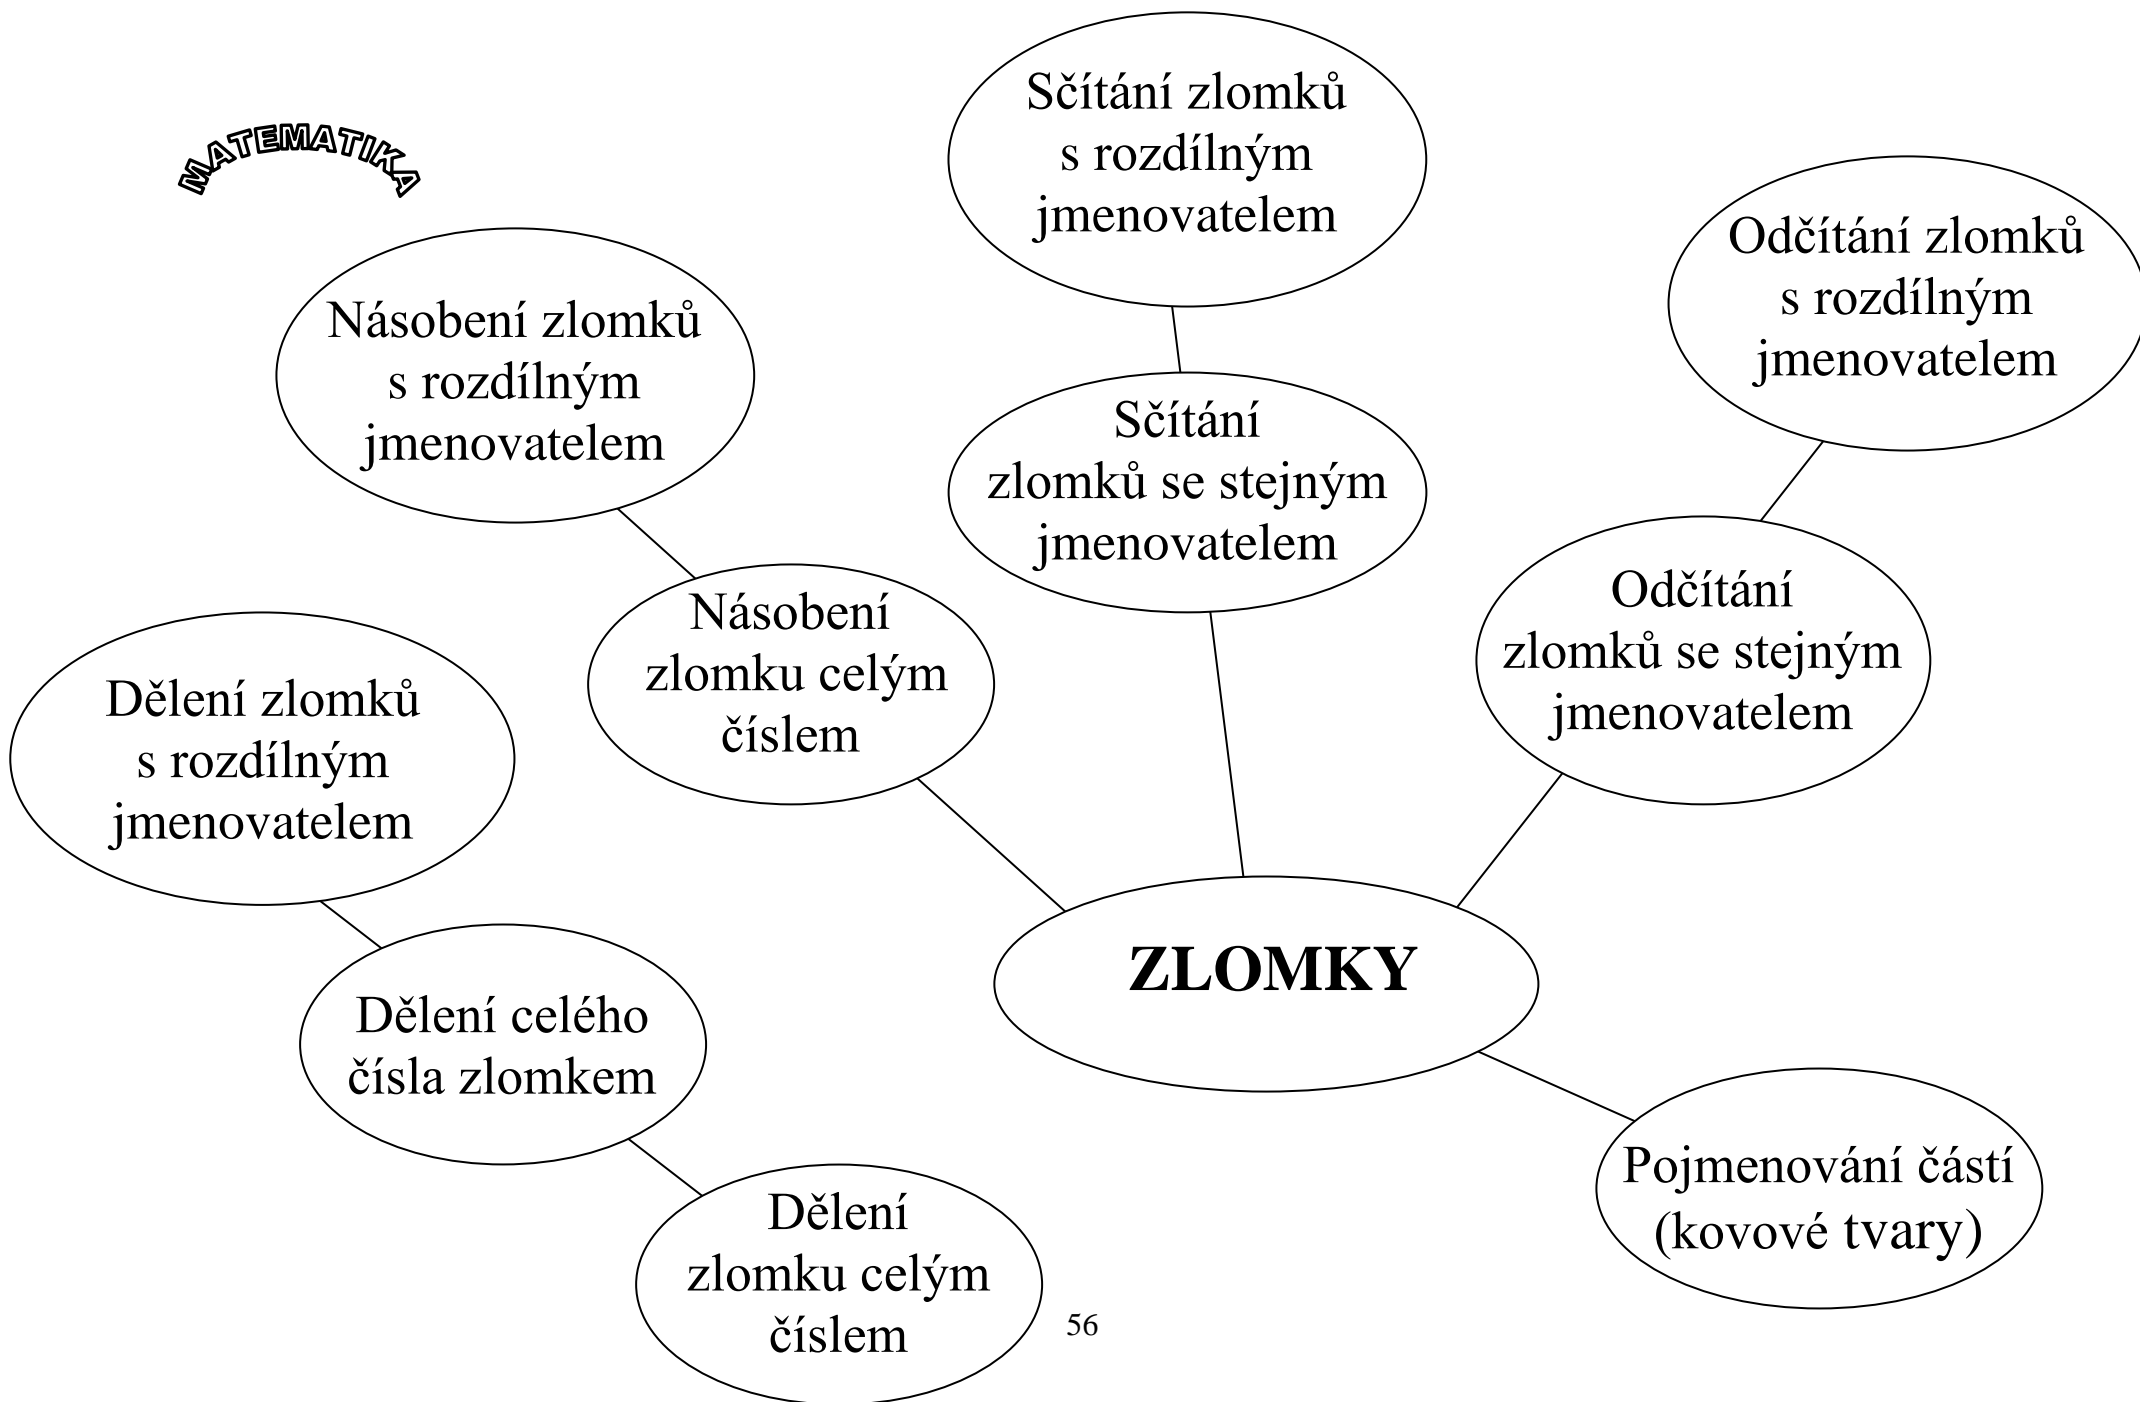 MATEMATIKA
Sčítání zlomků
s rozdílným
jmenovatelem
Odčítání zlomků
s rozdílným
jmenovatelem
Násobení zlomků
s rozdílným
jmenovatelem
Sčítání
zlomků se stejným
jmenovatelem
Odčítání
zlomků se stejným
jmenovatelem
Násobení
zlomku celým
číslem
Dělení zlomků
s rozdílným
jmenovatelem
ZLOMKY
Dělení celého
čísla zlomkem
Pojmenování částí
(kovové tvary)
Dělení
zlomku celým
číslem
56